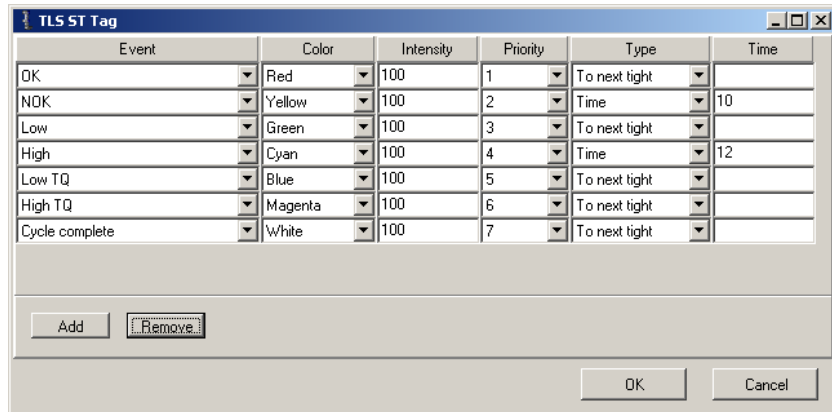 TLS ST Tag
Event Color Intensity Priority Type Time
OK Red 100 1 To next tight
NOK Yellow 100 2 Time 10
Low Green 100 3 To next tight
High Cyan 100 4 Time 12
Low TQ Blue 100 5 To next tight
High TQ Magenta 100 6 To next tight
Cycle complete White 100 7 To next tight
Add Remove
OK Cancel